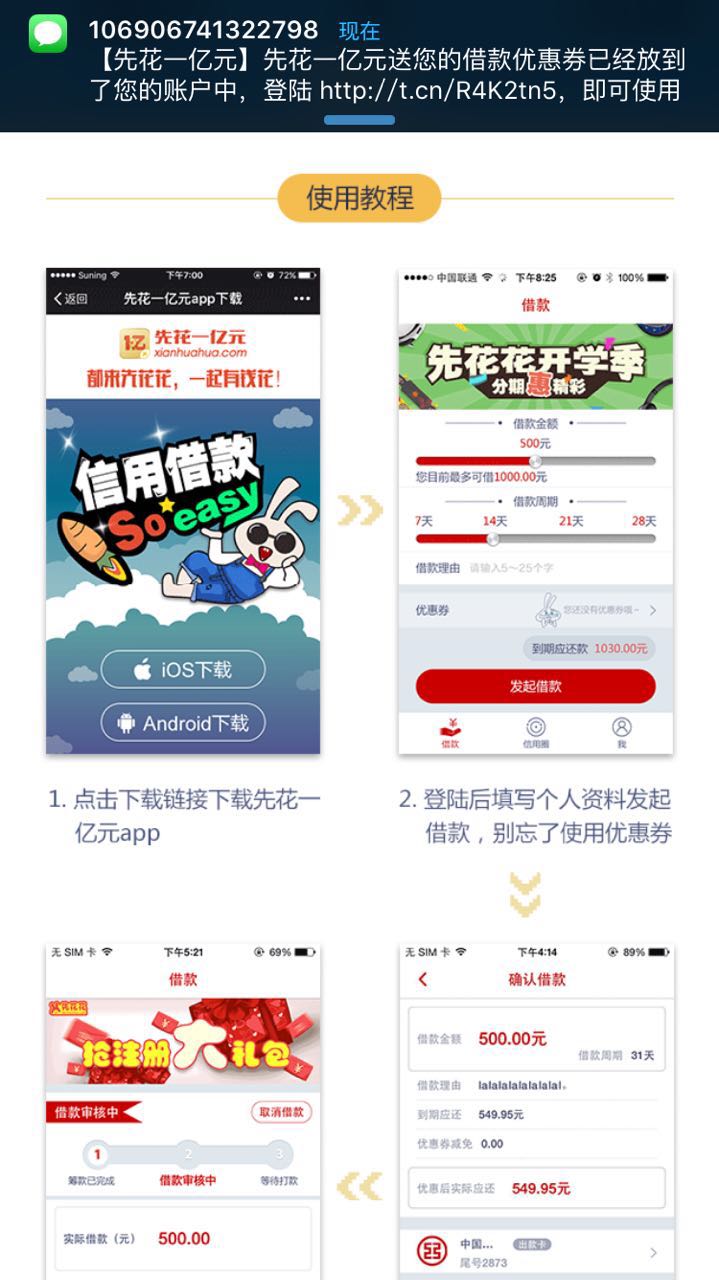 106906741322798 现在
【先花一亿元】先花一亿元送您的借款优惠券已经放到
了您的账户中，登陆 http://t.cn/R4K2tn5，即可使用
使用教程
Suning 下午7:00 72%
返回 先花一亿元app下载
1亿 先花一亿元
xianhuahua.com
都来先花花，一起有钱花！
信用借款
So easy
iOS下载
Android下载
1. 点击下载链接下载先花一
亿元app
中国联通 下午8:25 100%
借款
先花花开学季
分期惠精彩
借款金额
500元
您目前最多可借1000.00元
借款周期
7天 14天 21天 28天
借款理由 请输入5～25个字
优惠券 您还没有优惠券哦~
到期应还款 1030.00元
发起借款
借款 信用圈 我
2. 登陆后填写个人资料发起
借款，别忘了使用优惠券
无 SIM 卡 下午5:21 69%
借款
先花花
抢注册大礼包
借款审核中 取消借款
1 2 3
筹款已完成 借款审核中 等待打款
实际借款（元） 500.00
无 SIM 卡 下午4:14 89%
确认借款
借款金额 500.00元
借款周期 31天
借款理由 lalalalalalalalal。
到期应还 549.95元
优惠券减免 0.00
优惠后实际应还 549.95元
中国... 出款卡
尾号2873